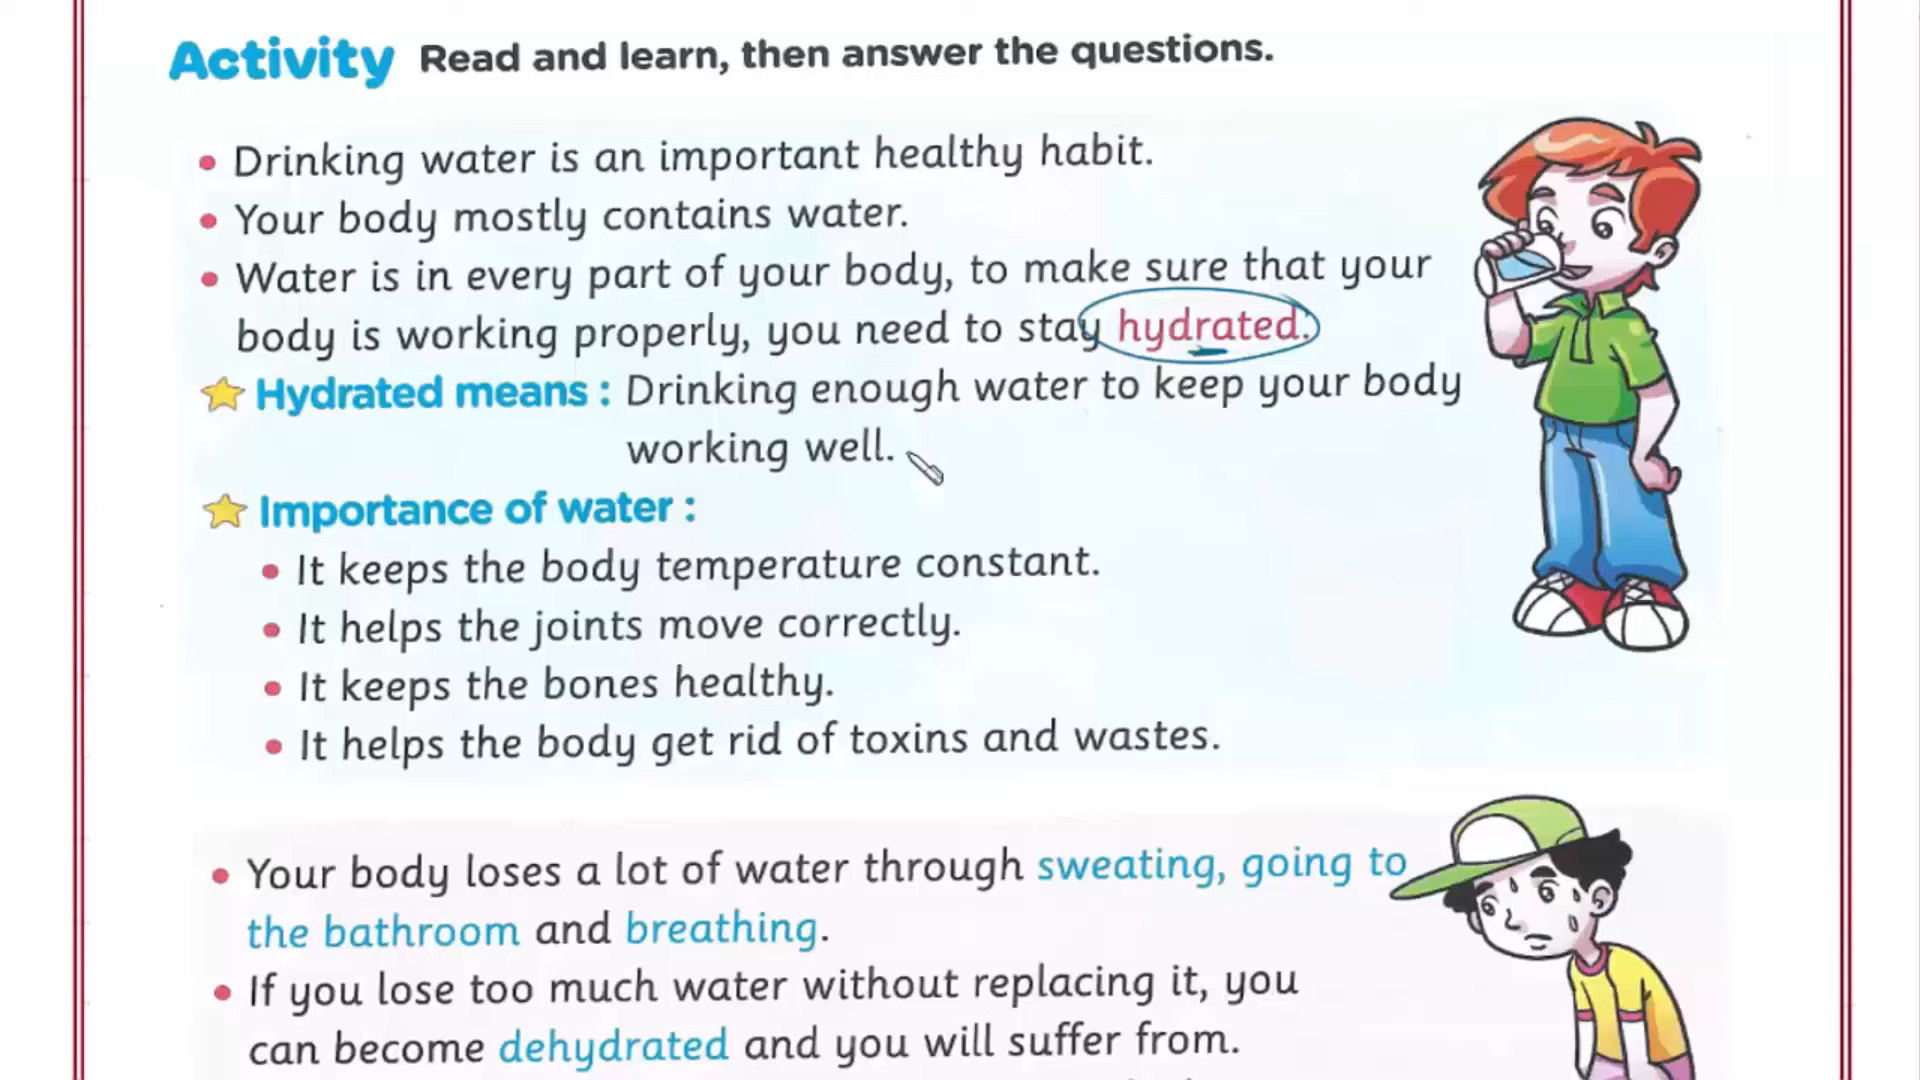 Activity Read and learn, then answer the questions.
• Drinking water is an important healthy habit.
• Your body mostly contains water.
• Water is in every part of your body, to make sure that your
body is working properly, you need to stay hydrated.
Hydrated means : Drinking enough water to keep your body
working well.
Importance of water :
• It keeps the body temperature constant.
• It helps the joints move correctly.
• It keeps the bones healthy.
• It helps the body get rid of toxins and wastes.
• Your body loses a lot of water through sweating, going to
the bathroom and breathing.
• If you lose too much water without replacing it, you
can become dehydrated and you will suffer from.